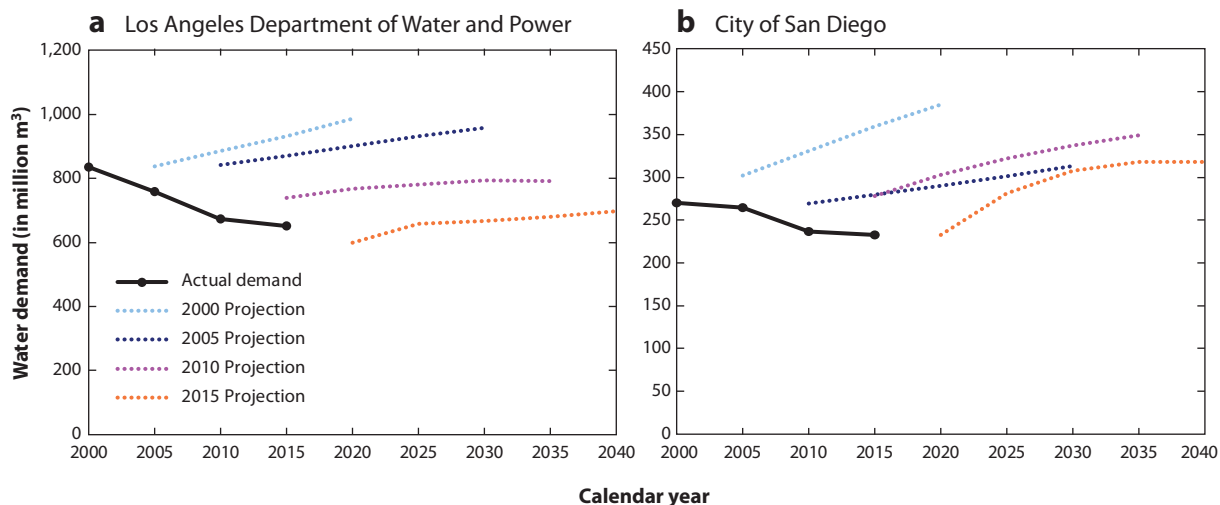 a Los Angeles Department of Water and Power
b City of San Diego
Water demand (in million m³)
1,200
1,000
800
600
400
200
0
Actual demand
2000 Projection
2005 Projection
2010 Projection
2015 Projection
2000 2005 2010 2015 2020 2025 2030 2035 2040
450
400
350
300
250
200
150
100
50
0
2000 2005 2010 2015 2020 2025 2030 2035 2040
Calendar year